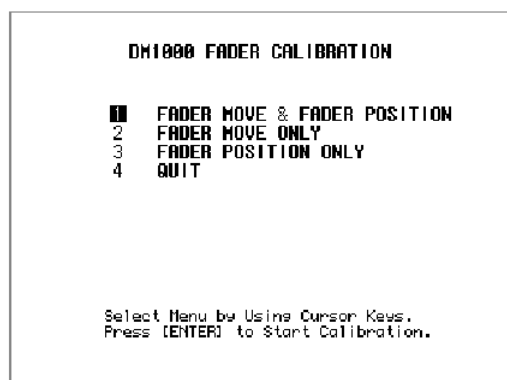 DM1000 FADER CALIBRATION
1 FADER MOVE & FADER POSITION
2 FADER MOVE ONLY
3 FADER POSITION ONLY
4 QUIT
Select Menu by Using Cursor Keys.
Press [ENTER] to Start Calibration.